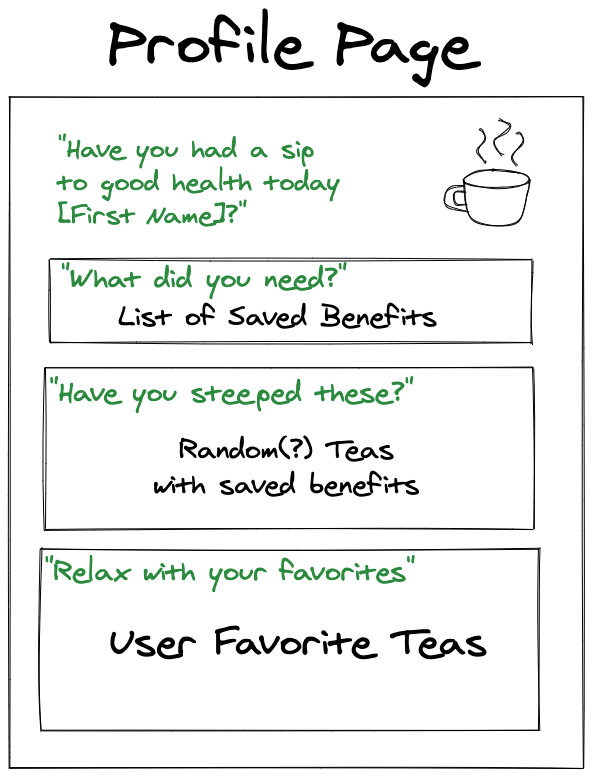 Profile Page
"Have you had a sip
to good health today
[First Name]?"
"What did you need?"
List of Saved Benefits
"Have you steeped these?"
Random(?) Teas
with saved benefits
"Relax with your favorites"
User Favorite Teas